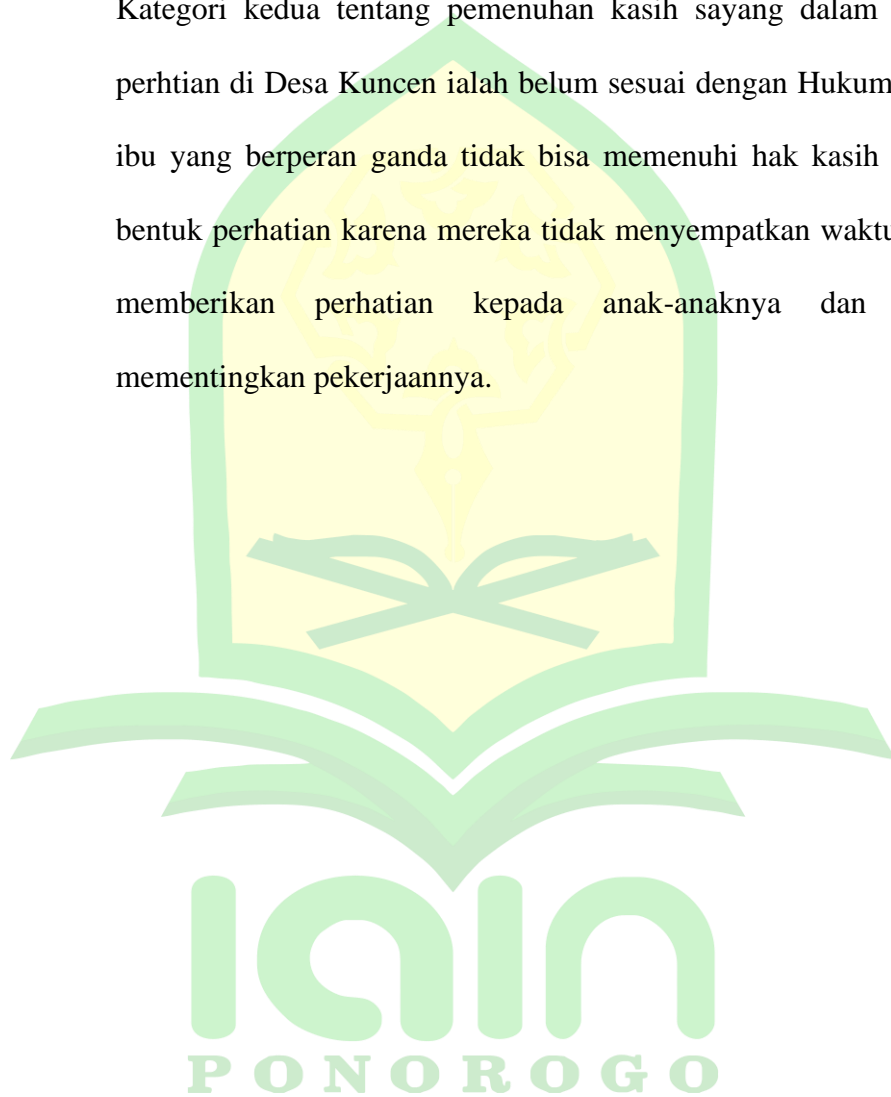 Kategori kedua tentang pemenuhan kasih sayang dalam
perhtian di Desa Kuncen ialah belum sesuai dengan Hukum
ibu yang berperan ganda tidak bisa memenuhi hak kasih
bentuk perhatian karena mereka tidak menyempatkan waktu
memberikan perhatian kepada anak-anaknya dan
mementingkan pekerjaannya.
iain
PONOROGO